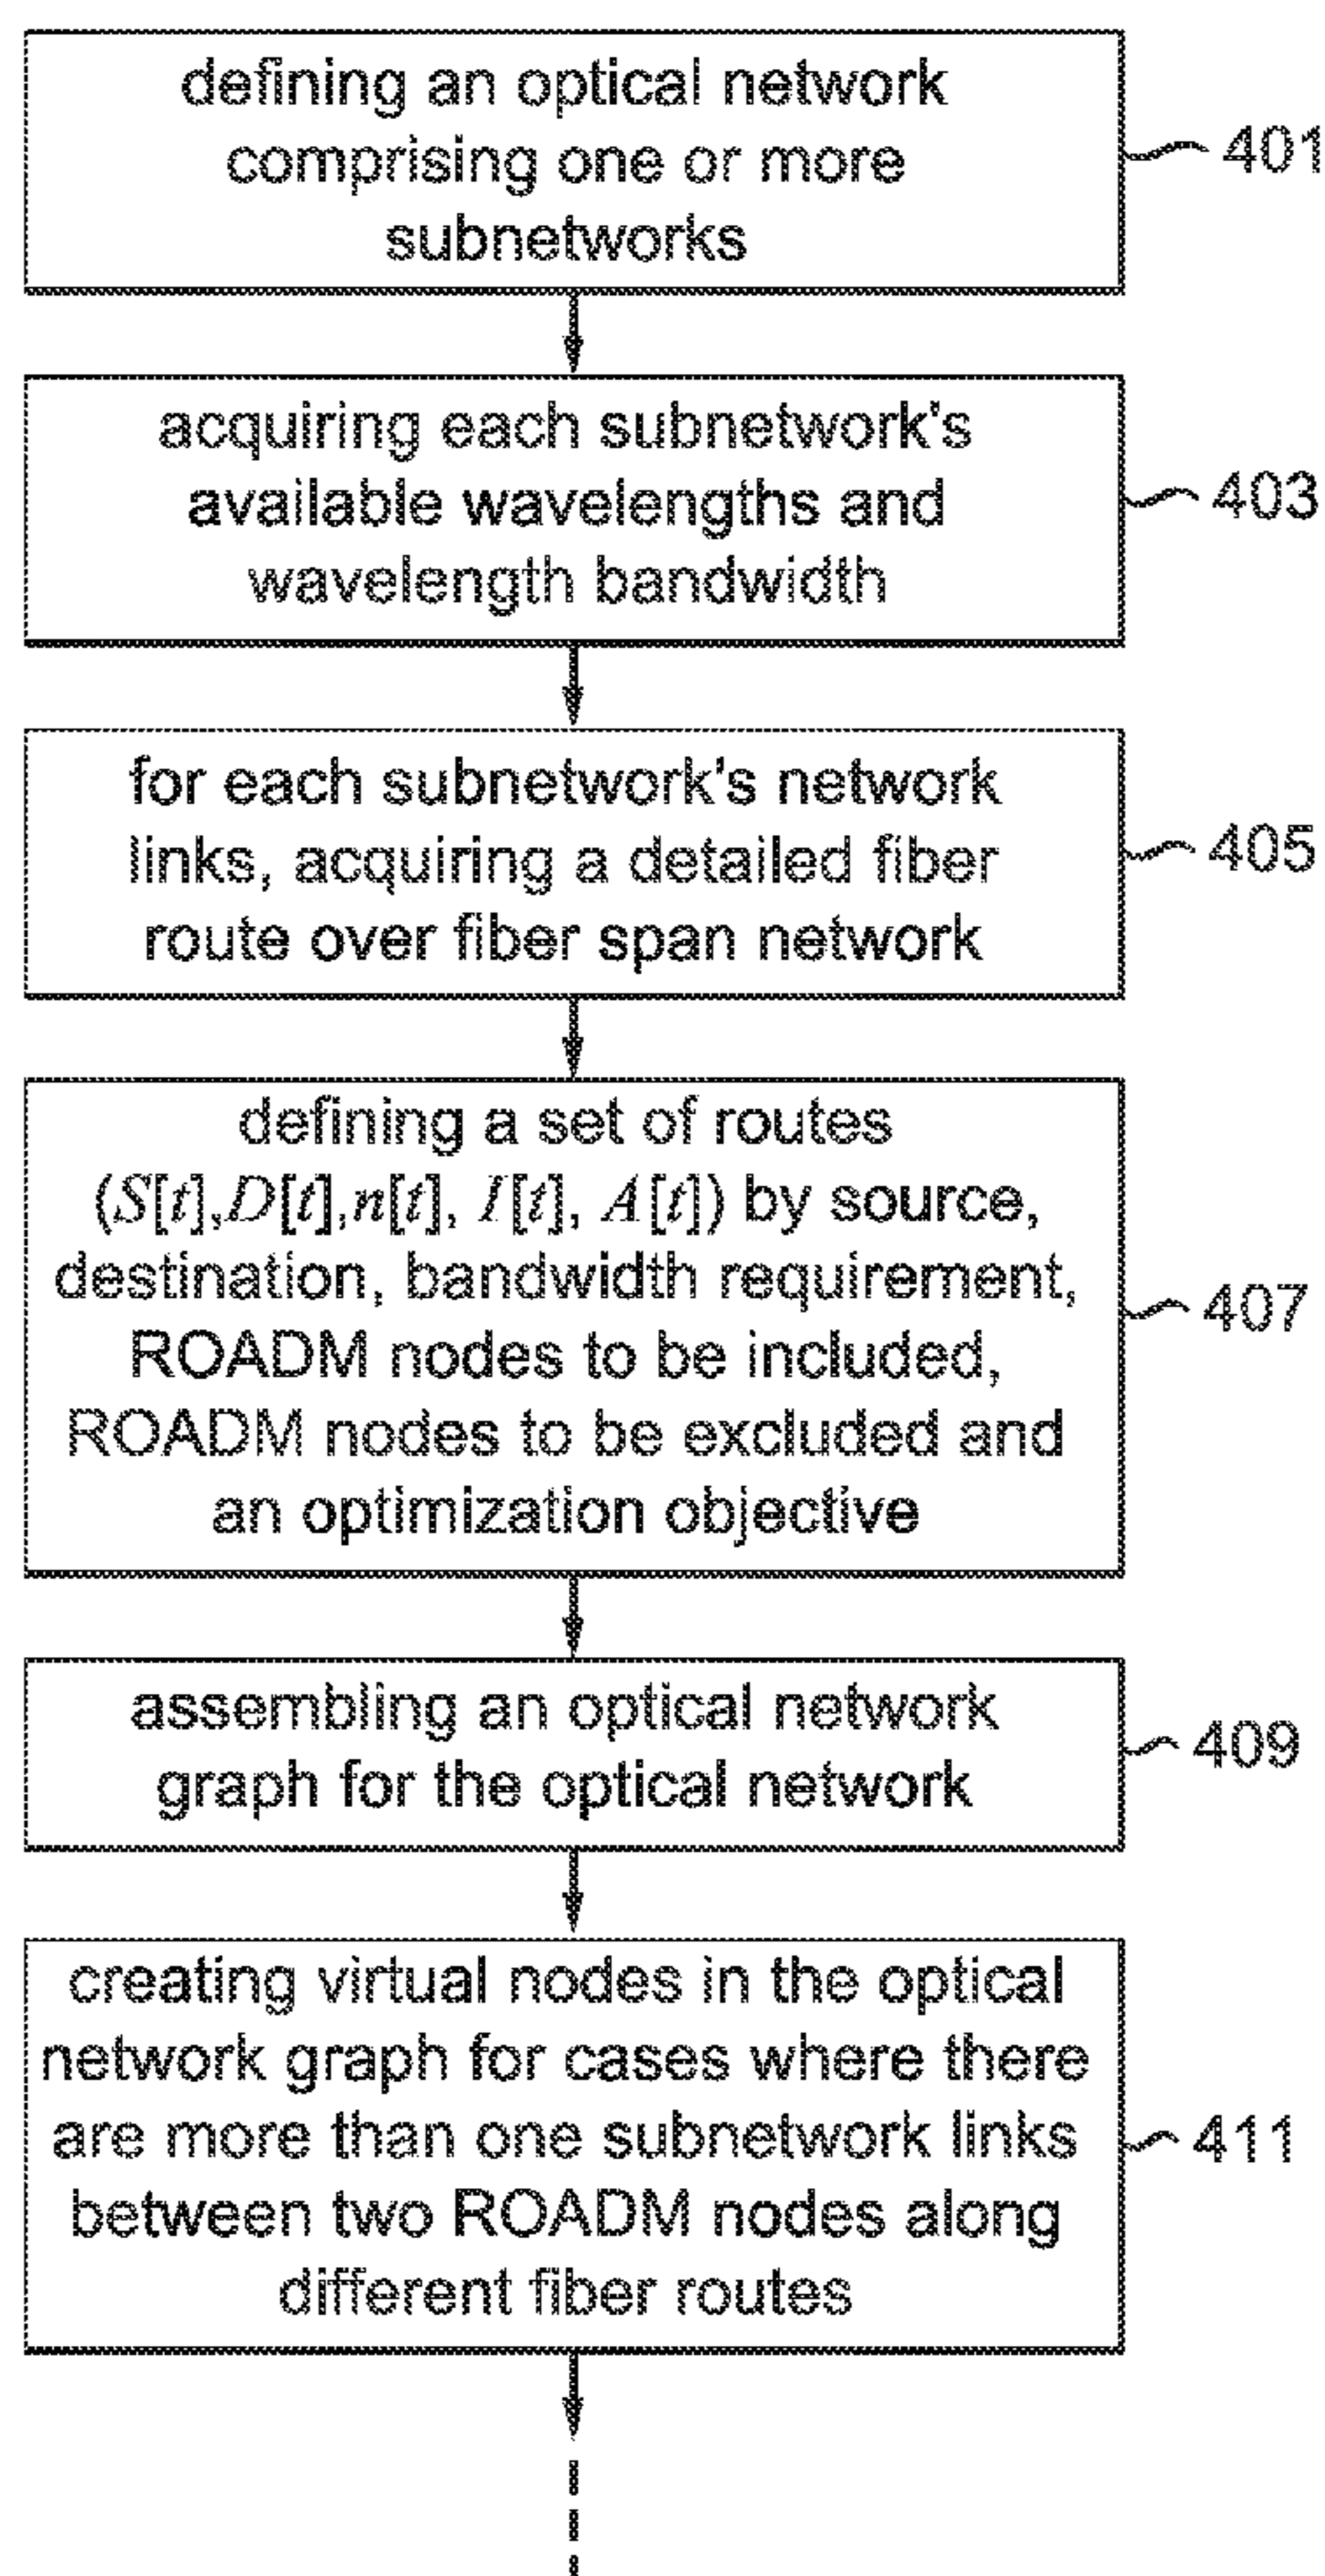 defining an optical network
comprising one or more
subnetworks
401
acquiring each subnetwork's
available wavelengths and
wavelength bandwidth
403
for each subnetwork's network
links, acquiring a detailed fiber
route over fiber span network
405
defining a set of routes
(S[t],D[t],n[t], I[t], A[t]) by source,
destination, bandwidth requirement,
ROADM nodes to be included,
ROADM nodes to be excluded and
an optimization objective
407
assembling an optical network
graph for the optical network
409
creating virtual nodes in the optical
network graph for cases where there
are more than one subnetwork links
between two ROADM nodes along
different fiber routes
411